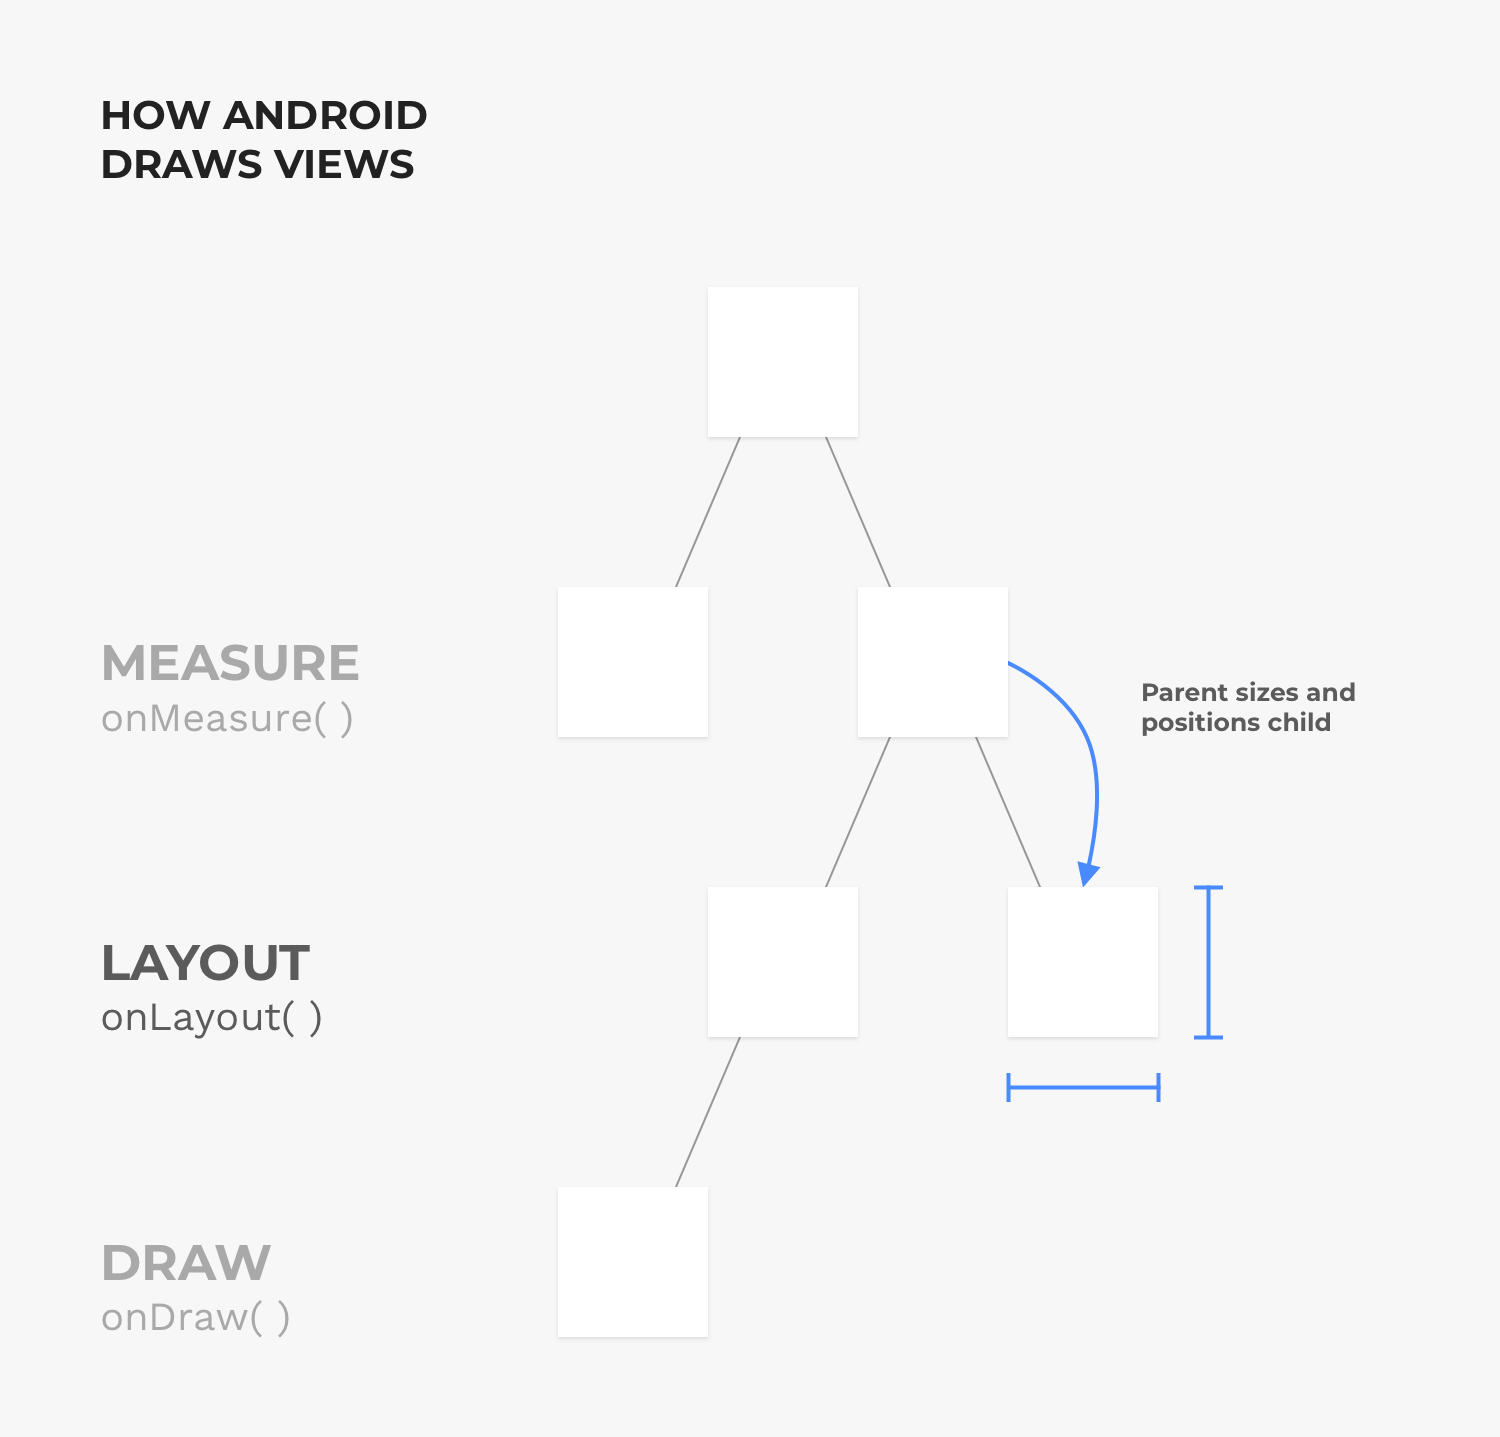 HOW ANDROID
DRAWS VIEWS
MEASURE
onMeasure( )
Parent sizes and
positions child
LAYOUT
onLayout( )
DRAW
onDraw( )